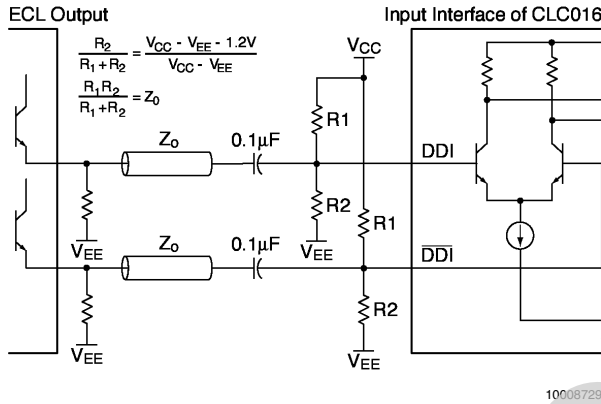 ECL Output
Input Interface of CLC016
R2 / (R1 + R2) = (VCC - VEE - 1.2V) / (VCC - VEE)
R1R2 / (R1 + R2) = Z0
VCC
R1
Zo
0.1µF
DDI
R2
R1
VEE
VEE
Zo
0.1µF
DDI
R2
VEE
VEE
10008729